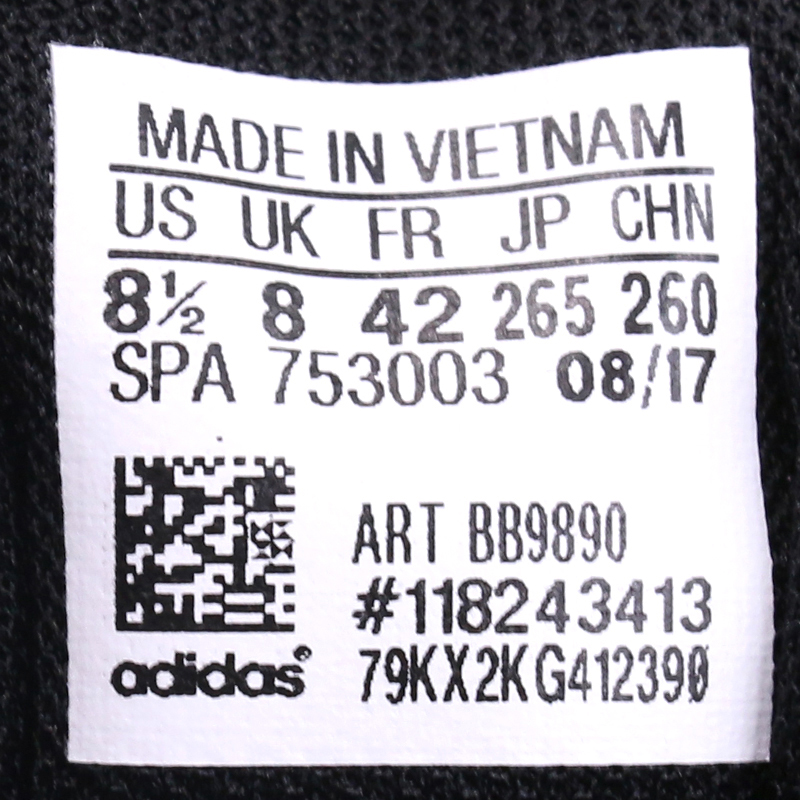 MADE IN VIETNAM
US UK FR JP CHN
8½ 8 42 265 260
SPA 753003 08/17
ART BB9890
#118243413
79KX2KG412390
adidas®